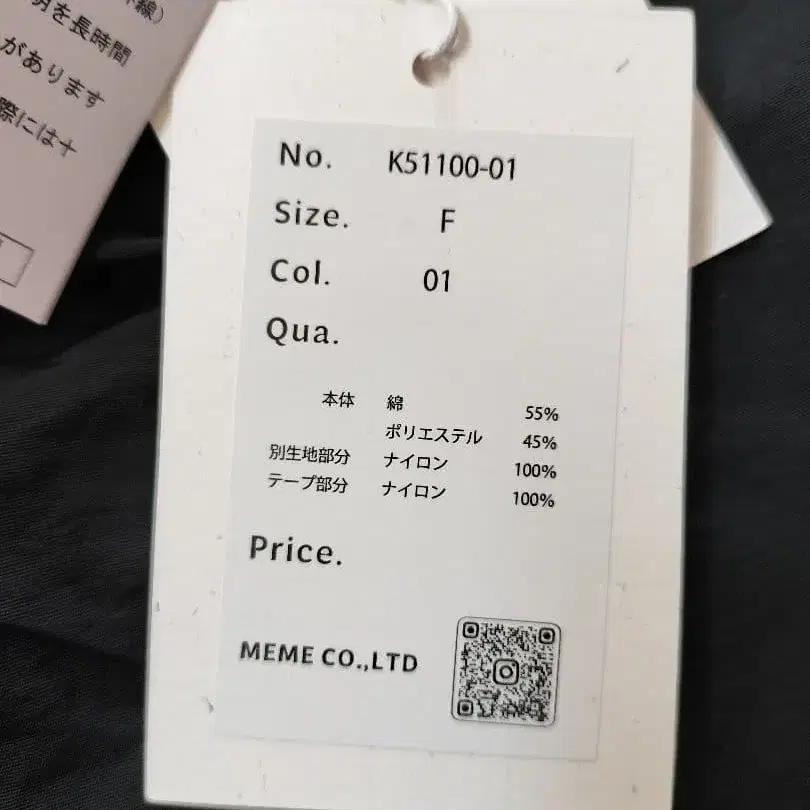 線）
明を長時間
があります
際には十
No. K51100-01
Size. F
Col. 01
Qua.
本体 綿 55%
ポリエステル 45%
別生地部分 ナイロン 100%
テープ部分 ナイロン 100%
Price.
MEME CO.,LTD